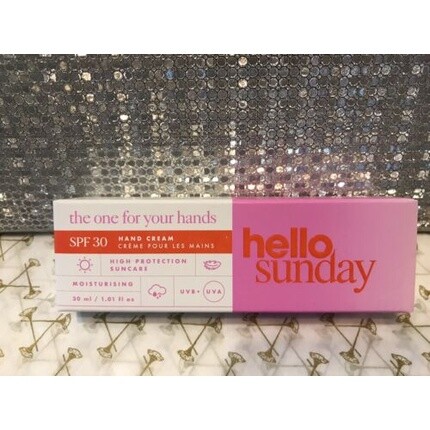 the one for your hands
SPF 30
HAND CREAM
CRÈME POUR LES MAINS
HIGH PROTECTION
SUNCARE
MOISTURISING
30 ml / 1.01 fl oz
UVB+ UVA
hello
sunday